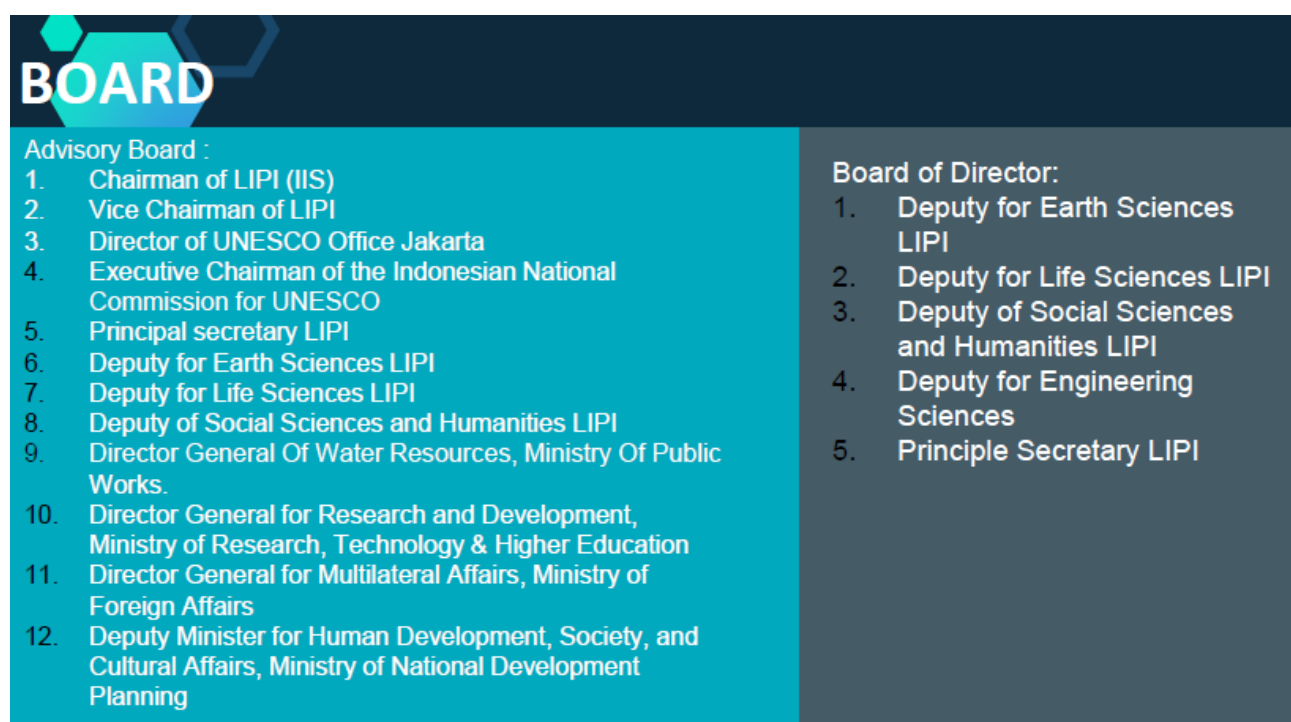 BOARD
Advisory Board :
1. Chairman of LIPI (IIS)
2. Vice Chairman of LIPI
3. Director of UNESCO Office Jakarta
4. Executive Chairman of the Indonesian National
Commission for UNESCO
5. Principal secretary LIPI
6. Deputy for Earth Sciences LIPI
7. Deputy for Life Sciences LIPI
8. Deputy of Social Sciences and Humanities LIPI
9. Director General Of Water Resources, Ministry Of Public
Works.
10. Director General for Research and Development,
Ministry of Research, Technology & Higher Education
11. Director General for Multilateral Affairs, Ministry of
Foreign Affairs
12. Deputy Minister for Human Development, Society, and
Cultural Affairs, Ministry of National Development
Planning
Board of Director:
1. Deputy for Earth Sciences
LIPI
2. Deputy for Life Sciences LIPI
3. Deputy of Social Sciences
and Humanities LIPI
4. Deputy for Engineering
Sciences
5. Principle Secretary LIPI